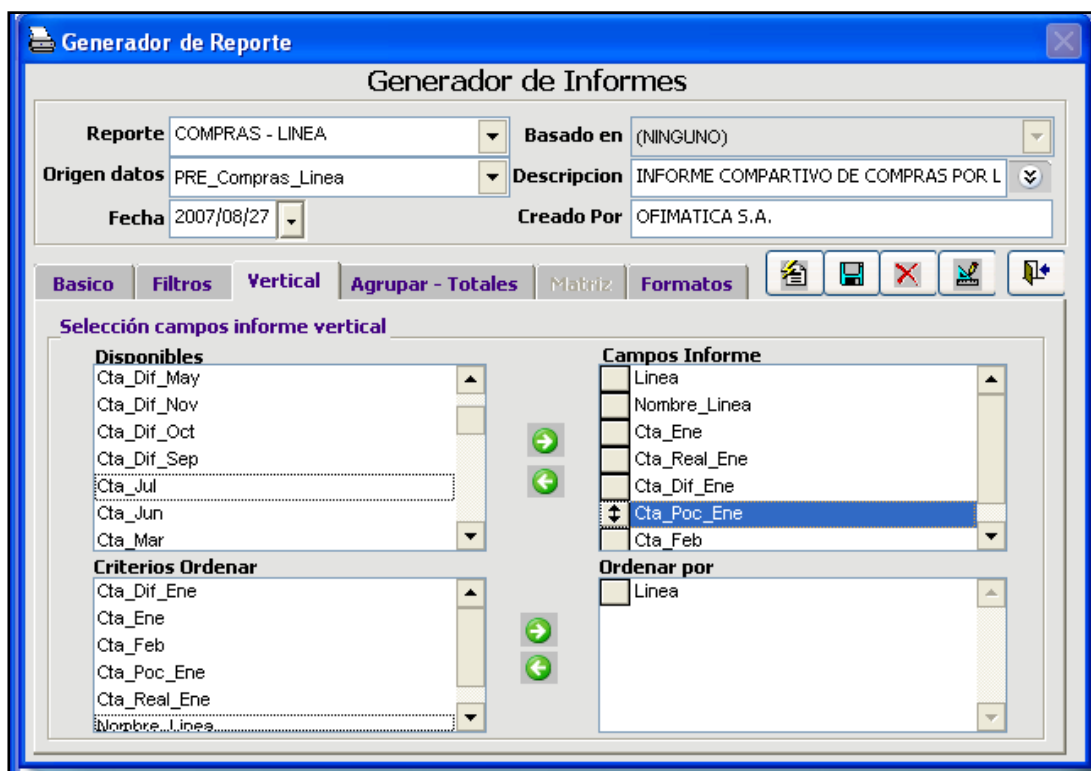 Generador de Reporte
Generador de Informes
Reporte COMPRAS - LINEA Basado en (NINGUNO)
Origen datos PRE_Compras_Linea Descripcion INFORME COMPARTIVO DE COMPRAS POR L
Fecha 2007/08/27 Creado Por OFIMATICA S.A.
Basico Filtros Vertical Agrupar - Totales Matriz Formatos
Selección campos informe vertical
Disponibles
Cta_Dif_May
Cta_Dif_Nov
Cta_Dif_Oct
Cta_Dif_Sep
Cta_Jul
Cta_Jun
Cta_Mar
Campos Informe
Linea
Nombre_Linea
Cta_Ene
Cta_Real_Ene
Cta_Dif_Ene
Cta_Poc_Ene
Cta_Feb
Criterios Ordenar
Cta_Dif_Ene
Cta_Ene
Cta_Feb
Cta_Poc_Ene
Cta_Real_Ene
Nombre_Linea
Ordenar por
Linea